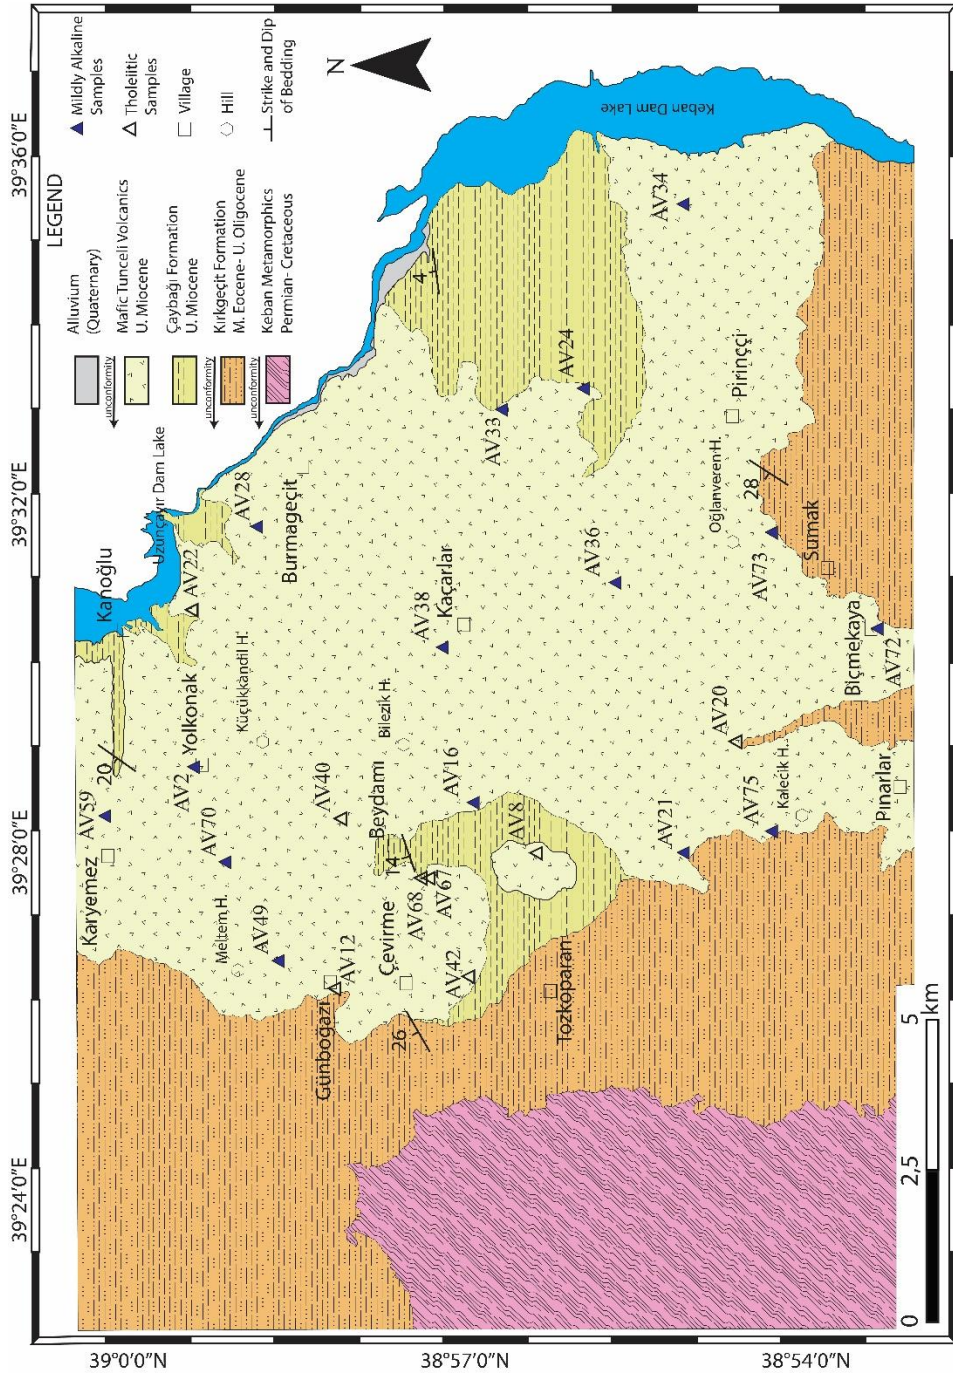 39°24'0"E
39°28'0"E
39°32'0"E
39°36'0"E
39°0'0"N
38°57'0"N
38°54'0"N
LEGEND
Alluvium
(Quaternary)
unconformity
Mafic Tunceli Volcanics
U. Miocene
Çaybağı Formation
U. Miocene
unconformity
Kırkgeçit Formation
M. Eocene- U. Oligocene
unconformity
Keban Metamorphics
Permian- Cretaceous
Mildly Alkaline
Samples
Tholeiitic
Samples
Village
Hill
Strike and Dip
of Bedding
N
Karyemez
AV59
20
Kanoğlu
Uzunçayır Dam Lake
AV2
Yolkonak
AV22
AV70
Meltem H.
AV49
Küçükkandil H.
AV28
Burmageçit
Günboğazı
AV12
AV40
Çevirme
26
AV68
AV67
14
Beydamı
Bilezik H.
AV42
AV16
AV38
Kaçarlar
4
AV33
AV24
AV8
Tozkoparan
AV36
AV21
AV34
Keban Dam Lake
AV20
Oğlanveren H.
Pirinççi
AV75
Kalecik H.
AV73
28
Sumak
Pınarlar
Biçmekaya
AV72
0
2,5
5
km